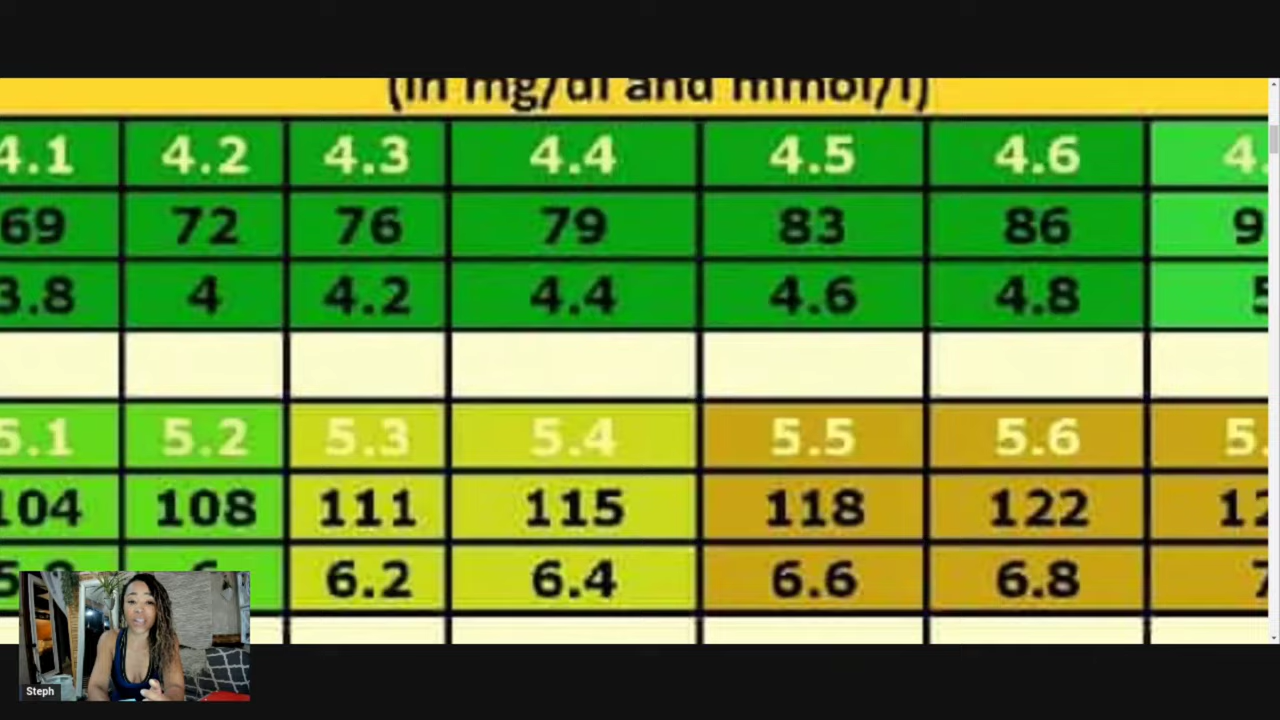 (in mg/dl and mmol/l)
4.1 4.2 4.3 4.4 4.5 4.6
69 72 76 79 83 86
3.8 4 4.2 4.4 4.6 4.8
5.1 5.2 5.3 5.4 5.5 5.6
104 108 111 115 118 122
6.2 6.4 6.6 6.8
Steph